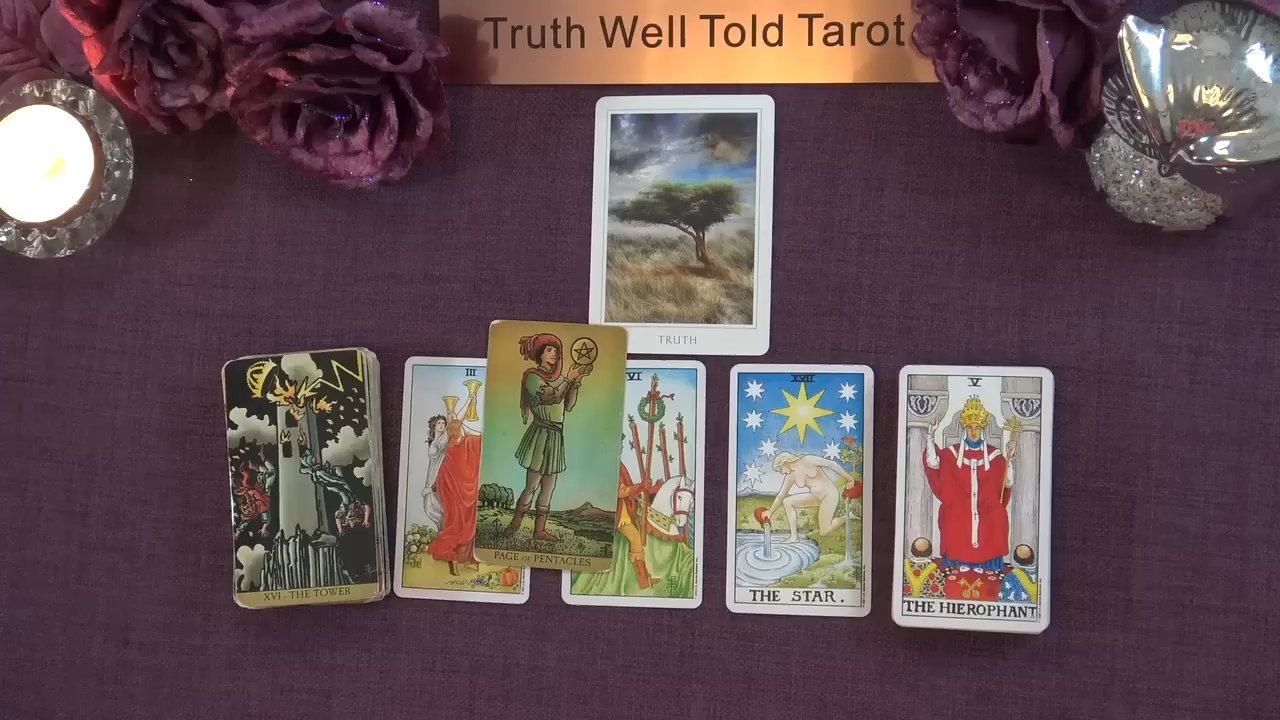 Truth Well Told Tarot
TRUTH
XVI - THE TOWER
III
PAGE OF PENTACLES
VI
XVII
THE STAR.
V
THE HIEROPHANT